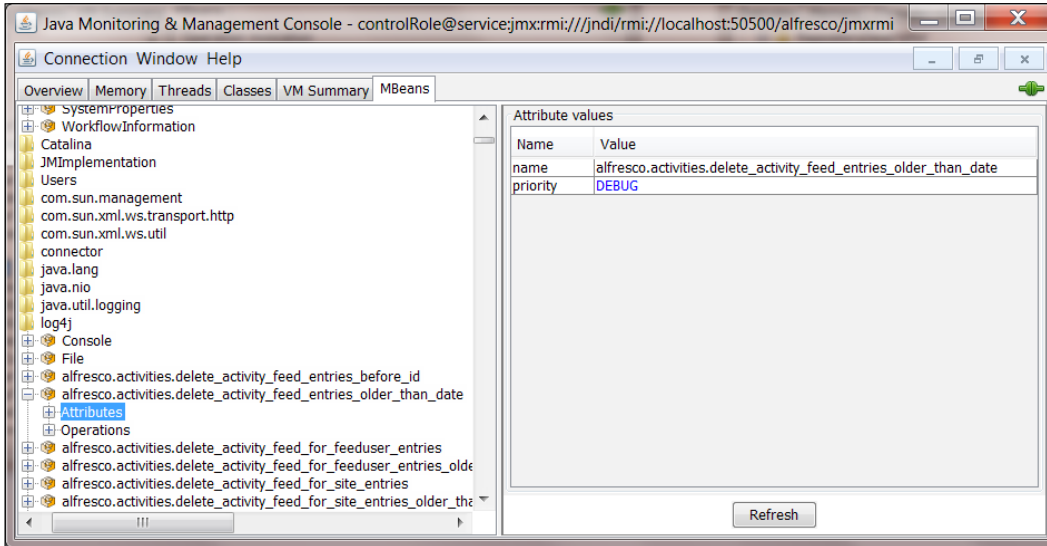 Java Monitoring & Management Console - controlRole@service:jmx:rmi:///jndi/rmi://localhost:50500/alfresco/jmxrmi
Connection Window Help
Overview Memory Threads Classes VM Summary MBeans
SystemProperties
WorkflowInformation
Catalina
JMImplementation
Users
com.sun.management
com.sun.xml.ws.transport.http
com.sun.xml.ws.util
connector
java.lang
java.nio
java.util.logging
log4j
Console
File
alfresco.activities.delete_activity_feed_entries_before_id
alfresco.activities.delete_activity_feed_entries_older_than_date
Attributes
Operations
alfresco.activities.delete_activity_feed_for_feeduser_entries
alfresco.activities.delete_activity_feed_for_feeduser_entries_olde
alfresco.activities.delete_activity_feed_for_site_entries
alfresco.activities.delete_activity_feed_for_site_entries_older_tha
Attribute values
Name Value
name alfresco.activities.delete_activity_feed_entries_older_than_date
priority DEBUG
Refresh